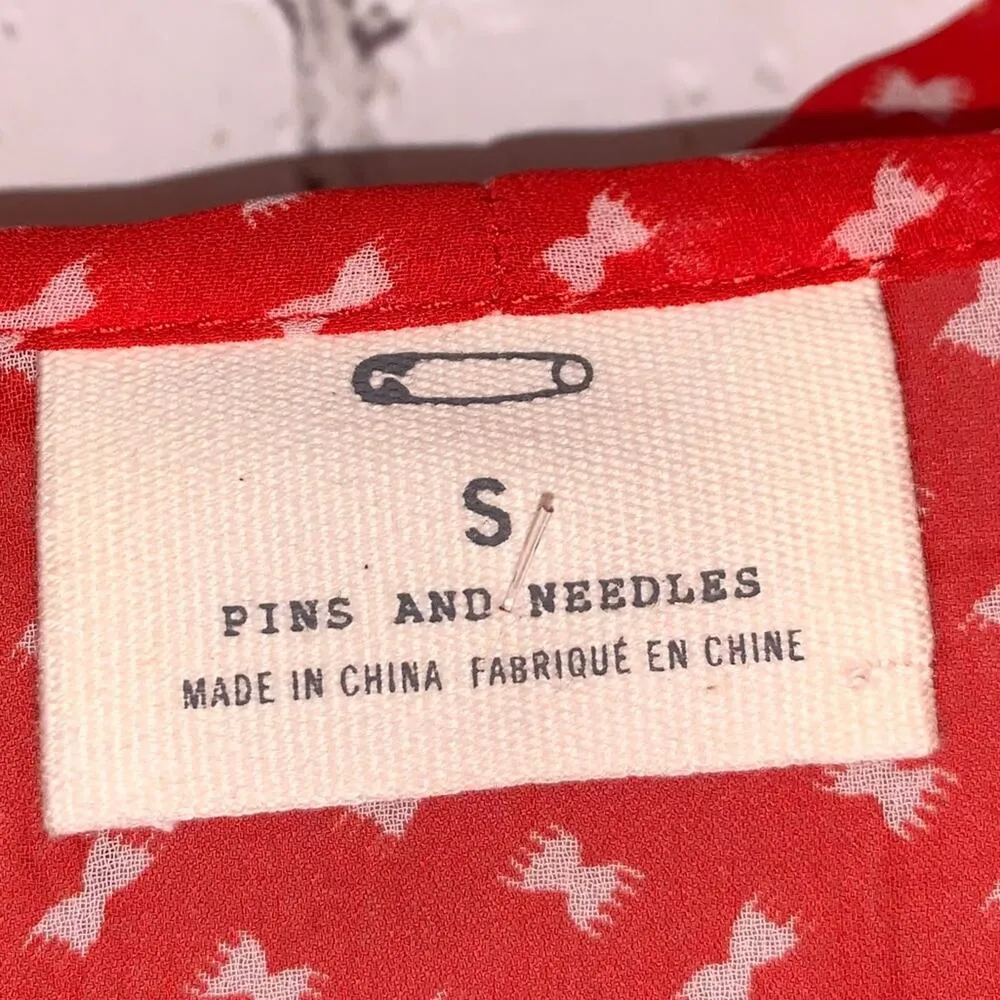 S
PINS AND NEEDLES
MADE IN CHINA FABRIQUÉ EN CHINE